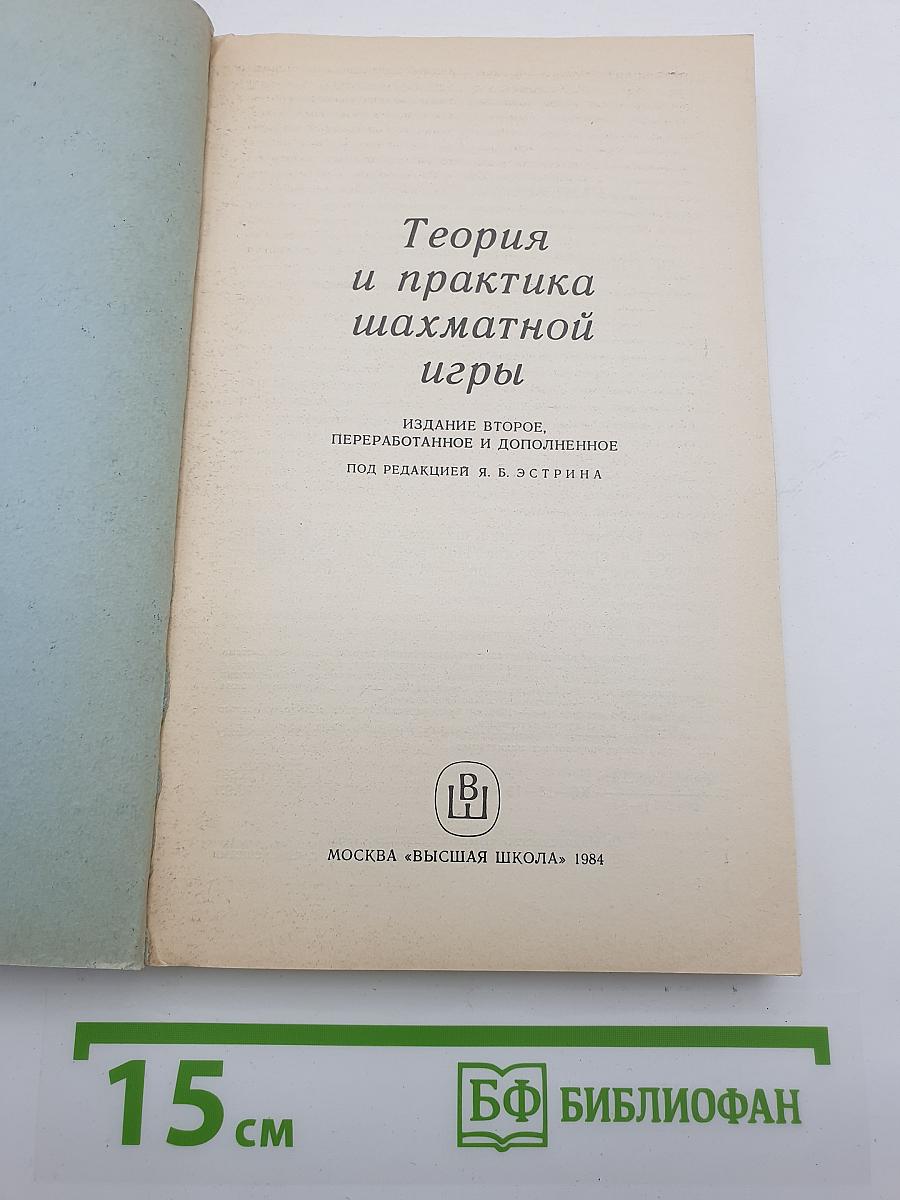 Теория
и практика
шахматной
игры
ИЗДАНИЕ ВТОРОЕ,
ПЕРЕРАБОТАННОЕ И ДОПОЛНЕННОЕ
ПОД РЕДАКЦИЕЙ Я. Б. ЭСТРИНА
ВШ
МОСКВА «ВЫСШАЯ ШКОЛА» 1984
15 см
БФ БИБЛИОФАН